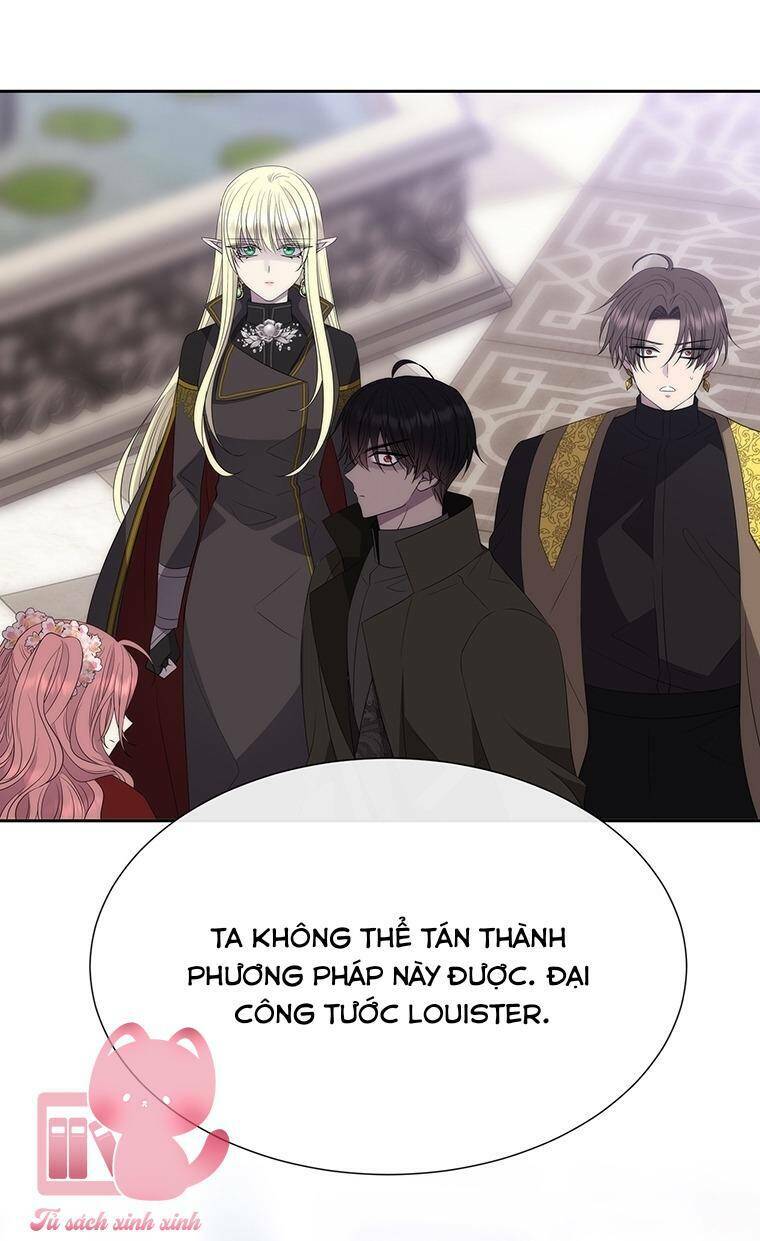 TA KHÔNG THỂ TÁN THÀNH
PHƯƠNG PHÁP NÀY ĐƯỢC. ĐẠI
CÔNG TƯỚC LOUISTER.
Tủ sách xinh xinh